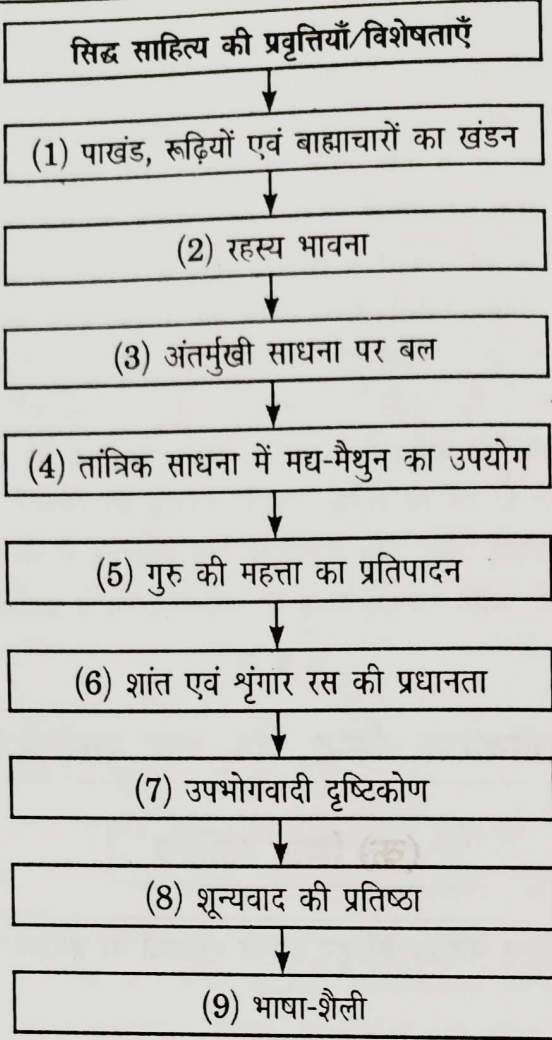 सिद्ध साहित्य की प्रवृत्तियाँ/विशेषताएँ
(1) पाखंड, रूढ़ियों एवं बाह्याचारों का खंडन
(2) रहस्य भावना
(3) अंतर्मुखी साधना पर बल
(4) तांत्रिक साधना में मद्य-मैथुन का उपयोग
(5) गुरु की महत्ता का प्रतिपादन
(6) शांत एवं शृंगार रस की प्रधानता
(7) उपभोगवादी दृष्टिकोण
(8) शून्यवाद की प्रतिष्ठा
(9) भाषा-शैली